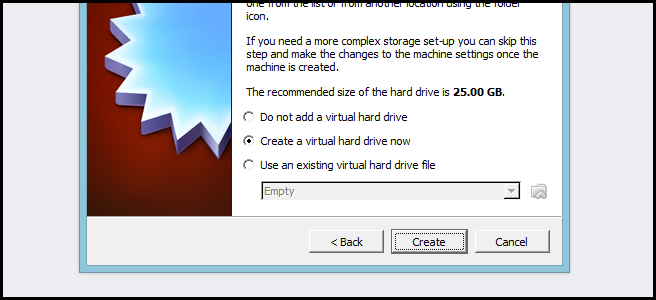 one from the list or from another location using the folder
icon.
If you need a more complex storage set-up you can skip this
step and make the changes to the machine settings once the
machine is created.
The recommended size of the hard drive is 25.00 GB.
Do not add a virtual hard drive
Create a virtual hard drive now
Use an existing virtual hard drive file
Empty
< Back
Create
Cancel